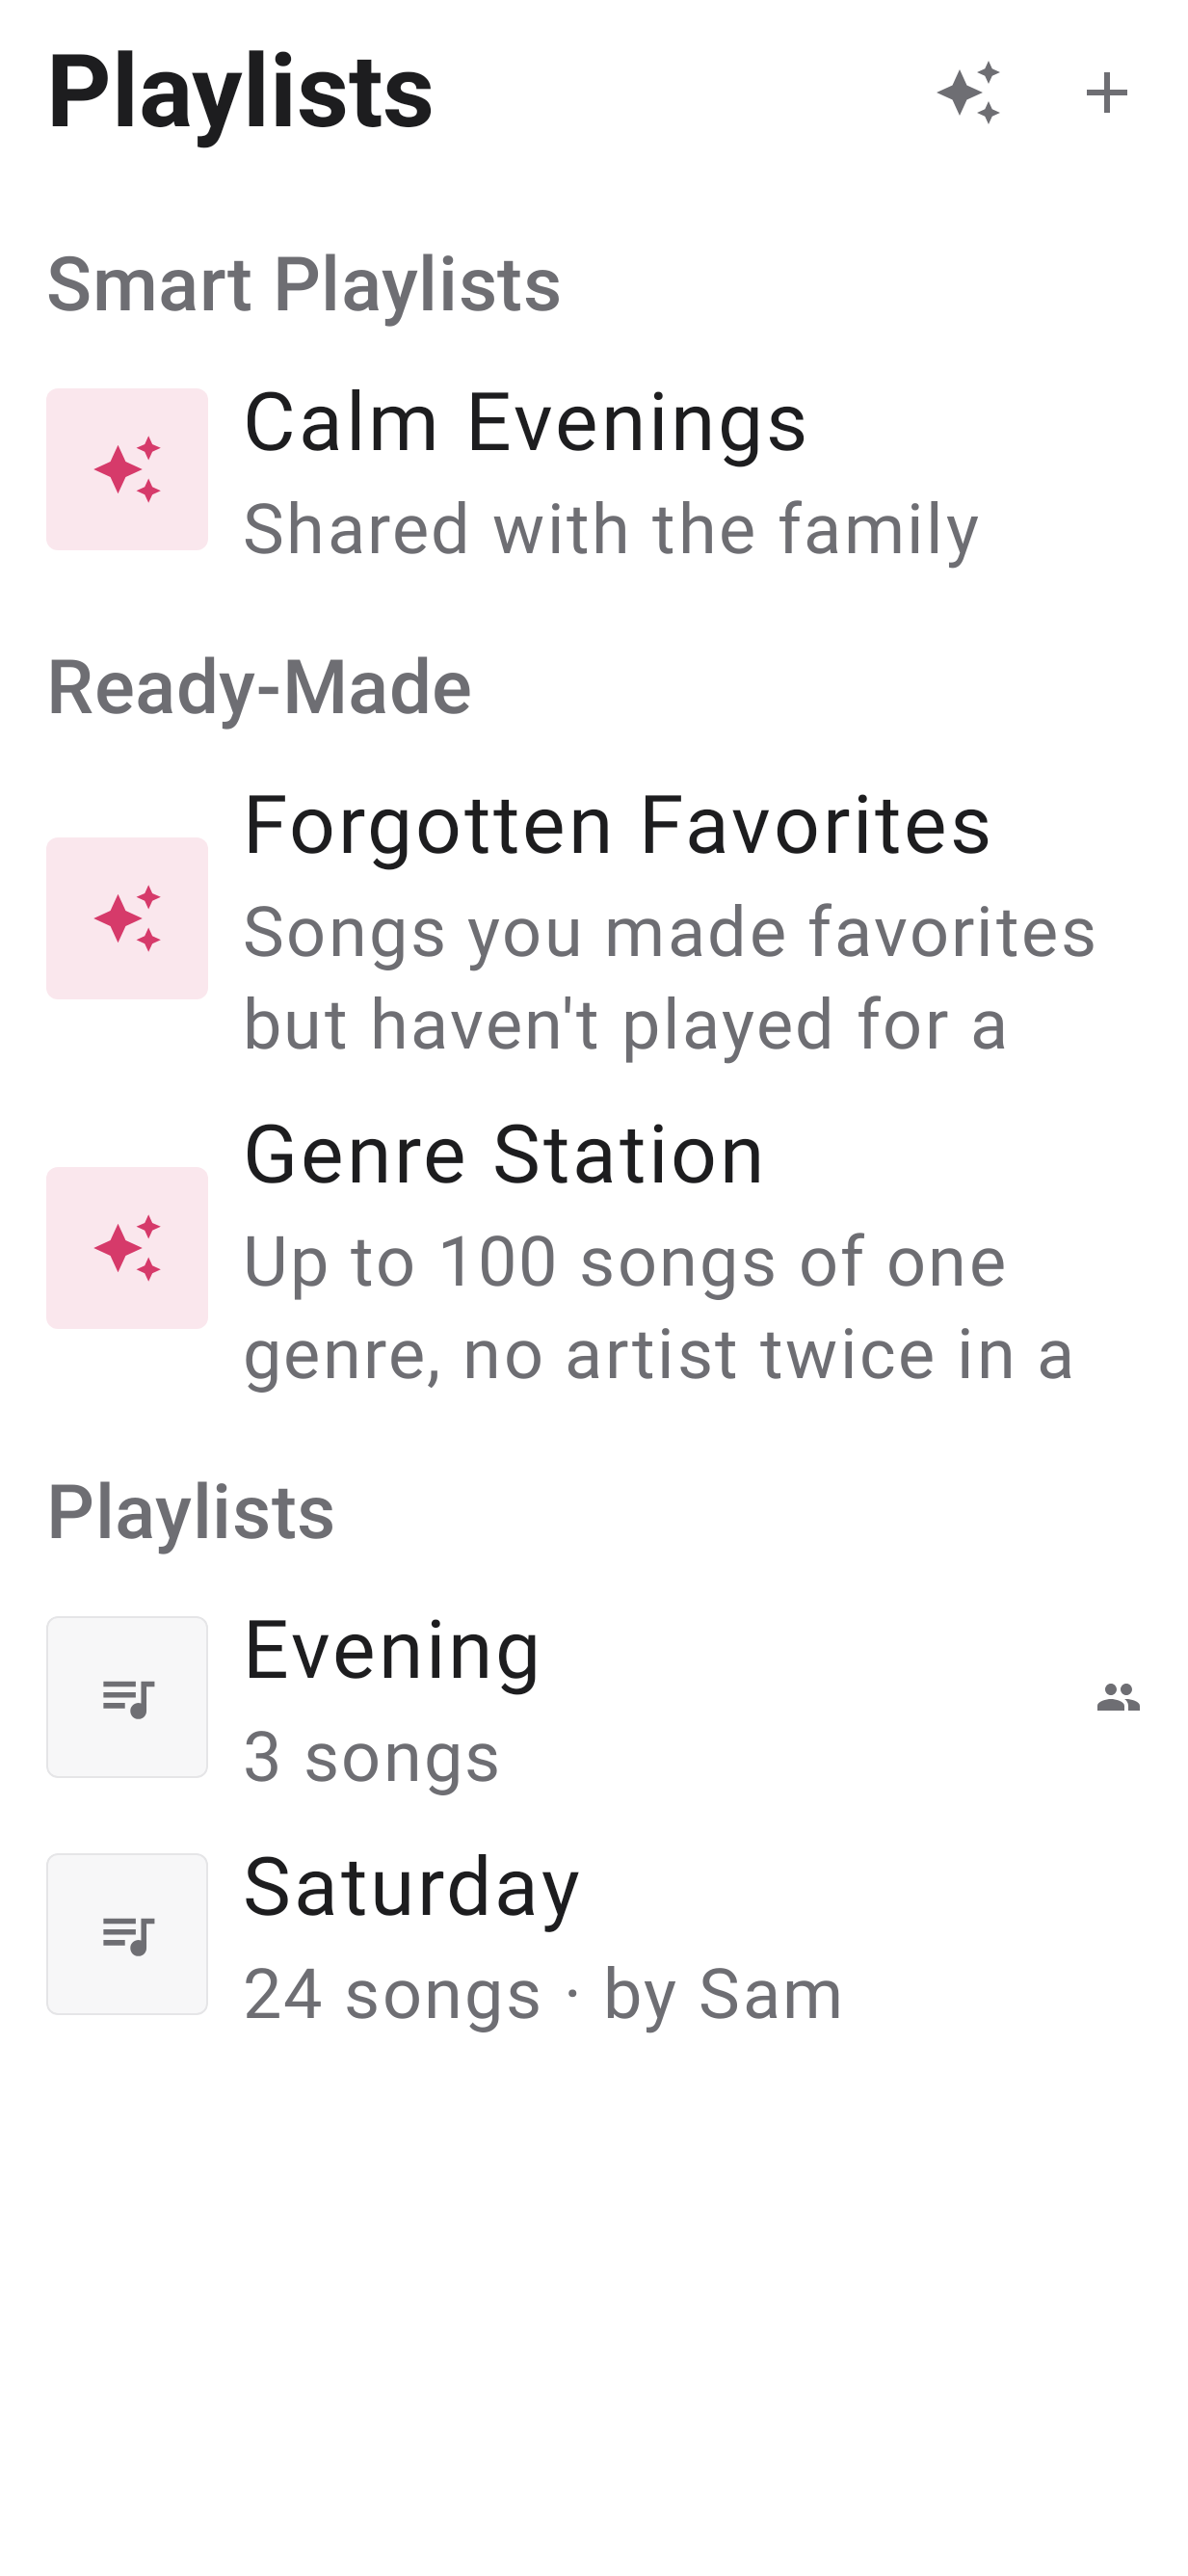 Playlists
Smart Playlists
Calm Evenings
Shared with the family
Ready-Made
Forgotten Favorites
Songs you made favorites
but haven't played for a
Genre Station
Up to 100 songs of one
genre, no artist twice in a
Playlists
Evening
3 songs
Saturday
24 songs · by Sam